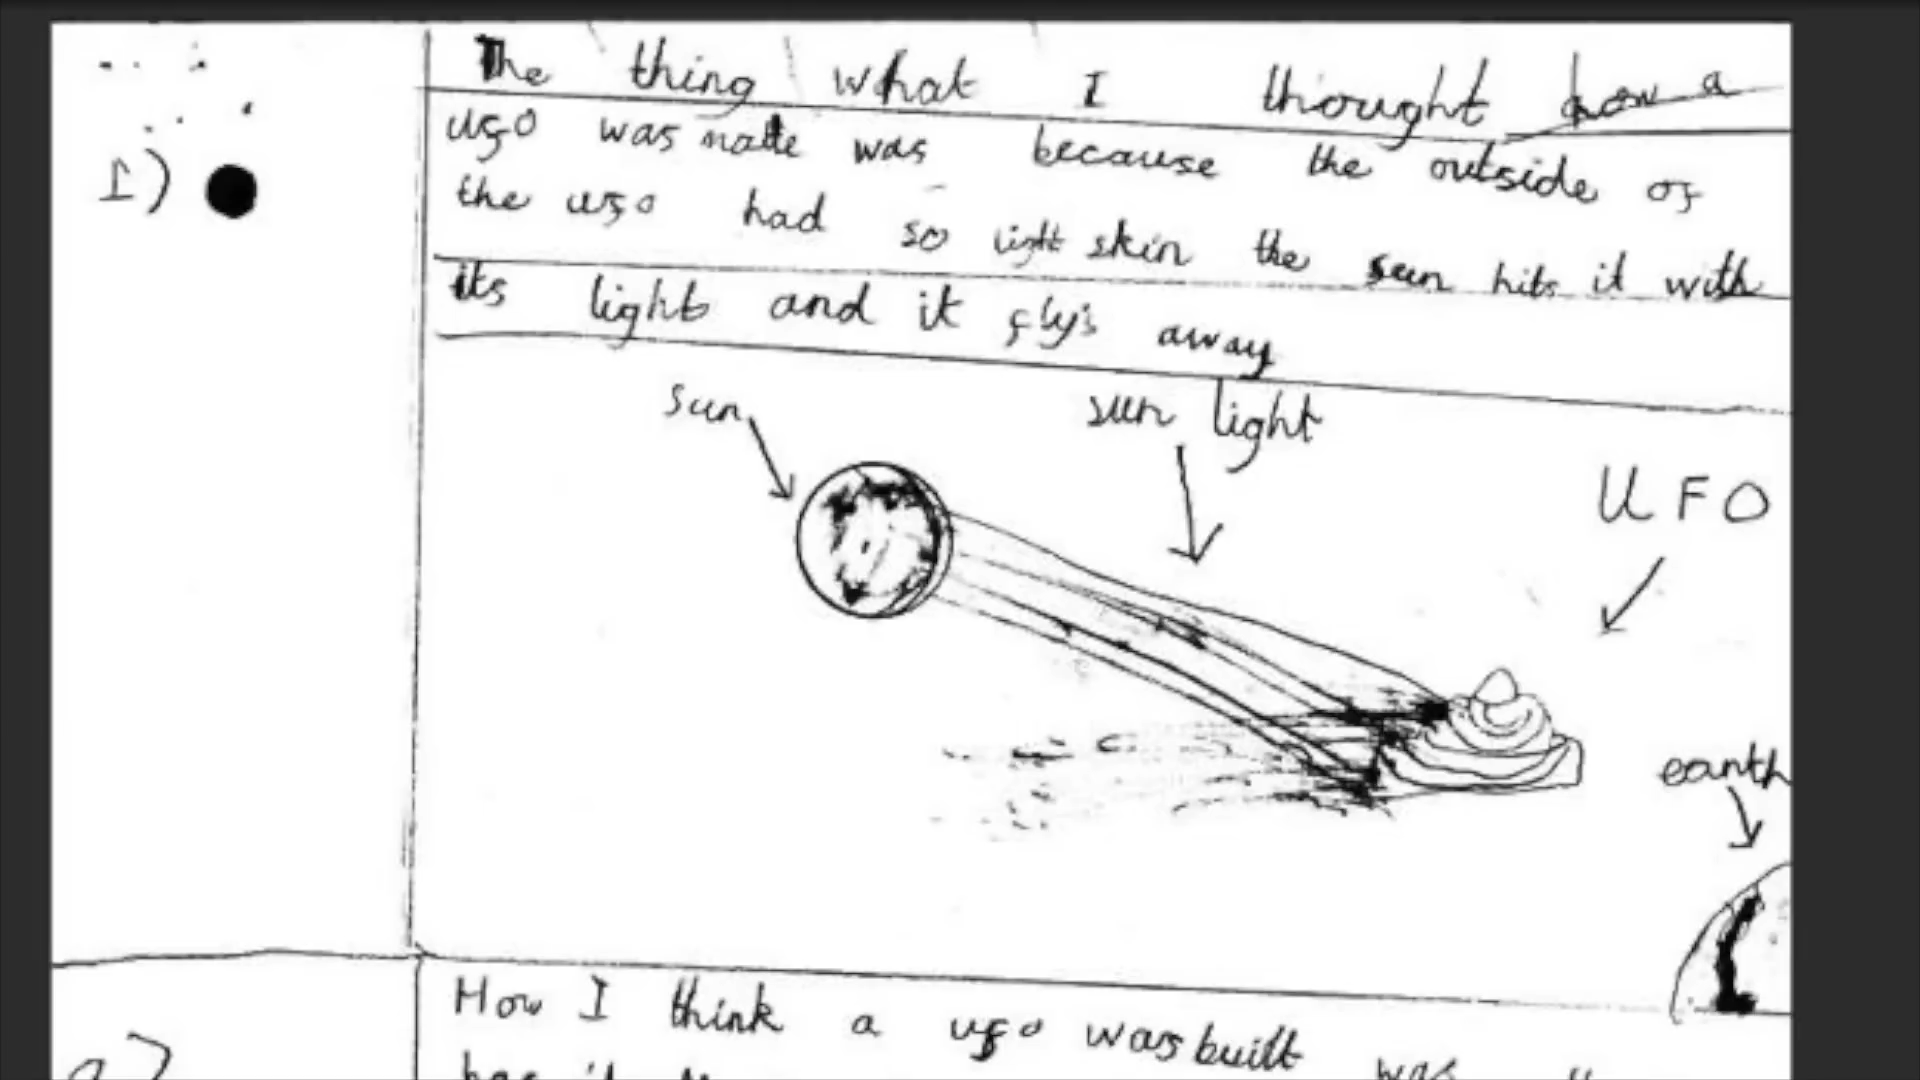 The thing what I thought how a
ufo was made was because the outside of
1)
the ufo had so light skin the sun hits it with
its light and it fly's away
sun
sun light
UFO
earth
How I think a ufo was built was
2)